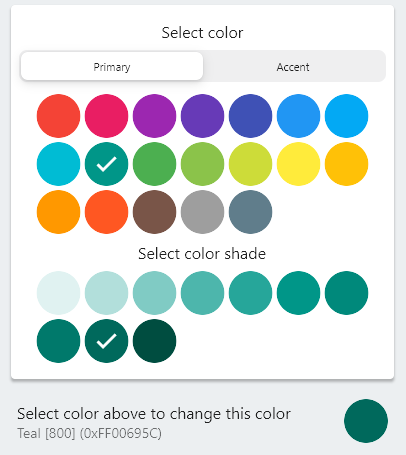 Select color
Primary
Accent
Select color shade
Select color above to change this color
Teal [800] (0xFF00695C)